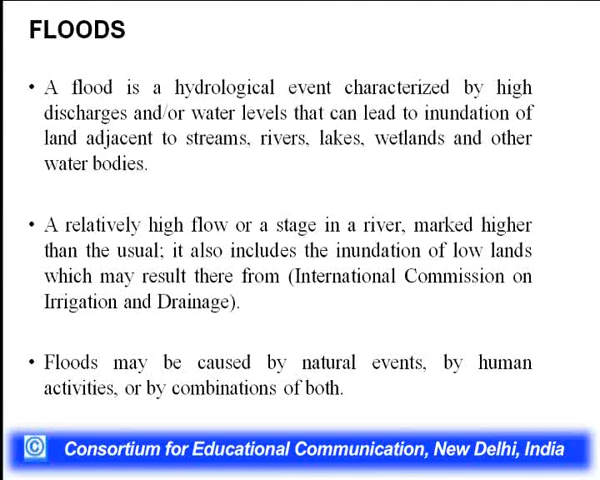 FLOODS
• A flood is a hydrological event characterized by high
discharges and/or water levels that can lead to inundation of
land adjacent to streams, rivers, lakes, wetlands and other
water bodies.
• A relatively high flow or a stage in a river, marked higher
than the usual; it also includes the inundation of low lands
which may result there from (International Commission on
Irrigation and Drainage).
• Floods may be caused by natural events, by human
activities, or by combinations of both.
© Consortium for Educational Communication, New Delhi, India